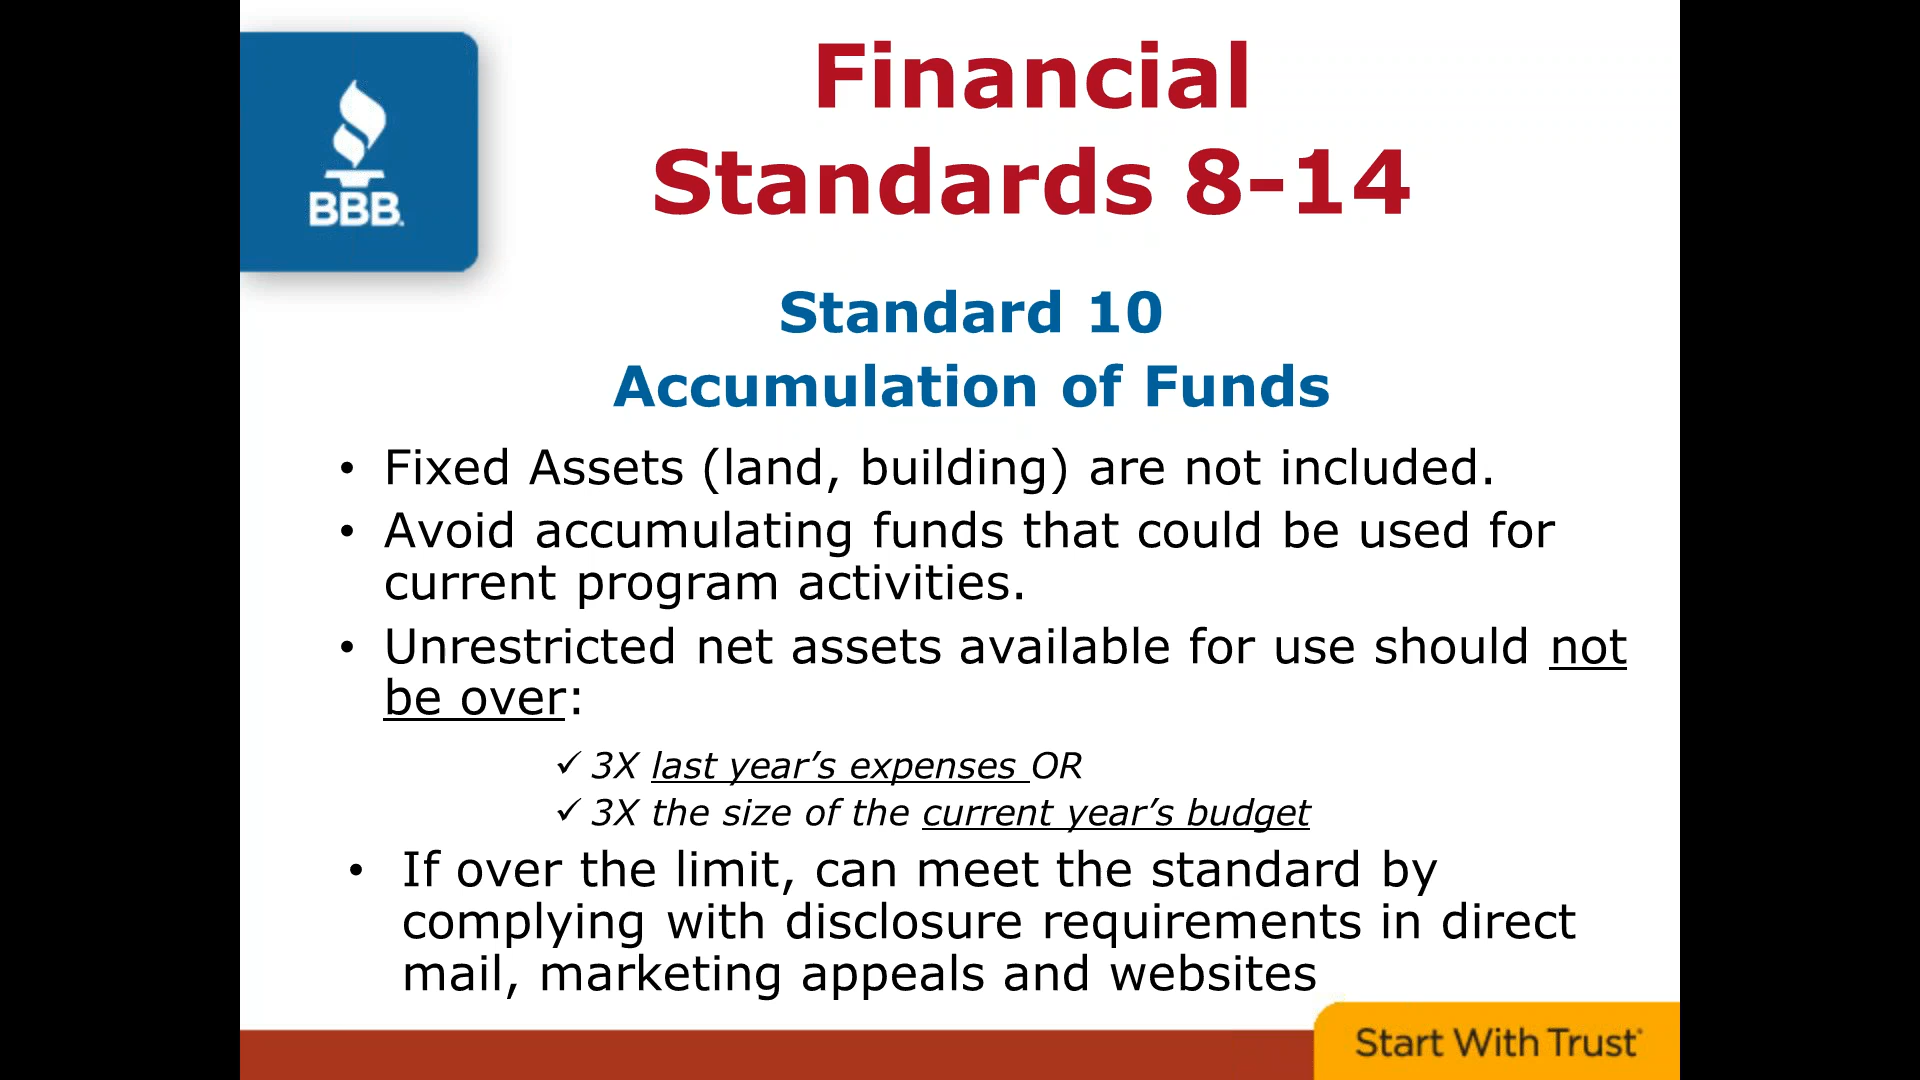 BBB.
Financial
Standards 8-14
Standard 10
Accumulation of Funds
• Fixed Assets (land, building) are not included.
• Avoid accumulating funds that could be used for
current program activities.
• Unrestricted net assets available for use should not
be over:
✓ 3X last year’s expenses OR
✓ 3X the size of the current year’s budget
• If over the limit, can meet the standard by
complying with disclosure requirements in direct
mail, marketing appeals and websites
Start With Trust